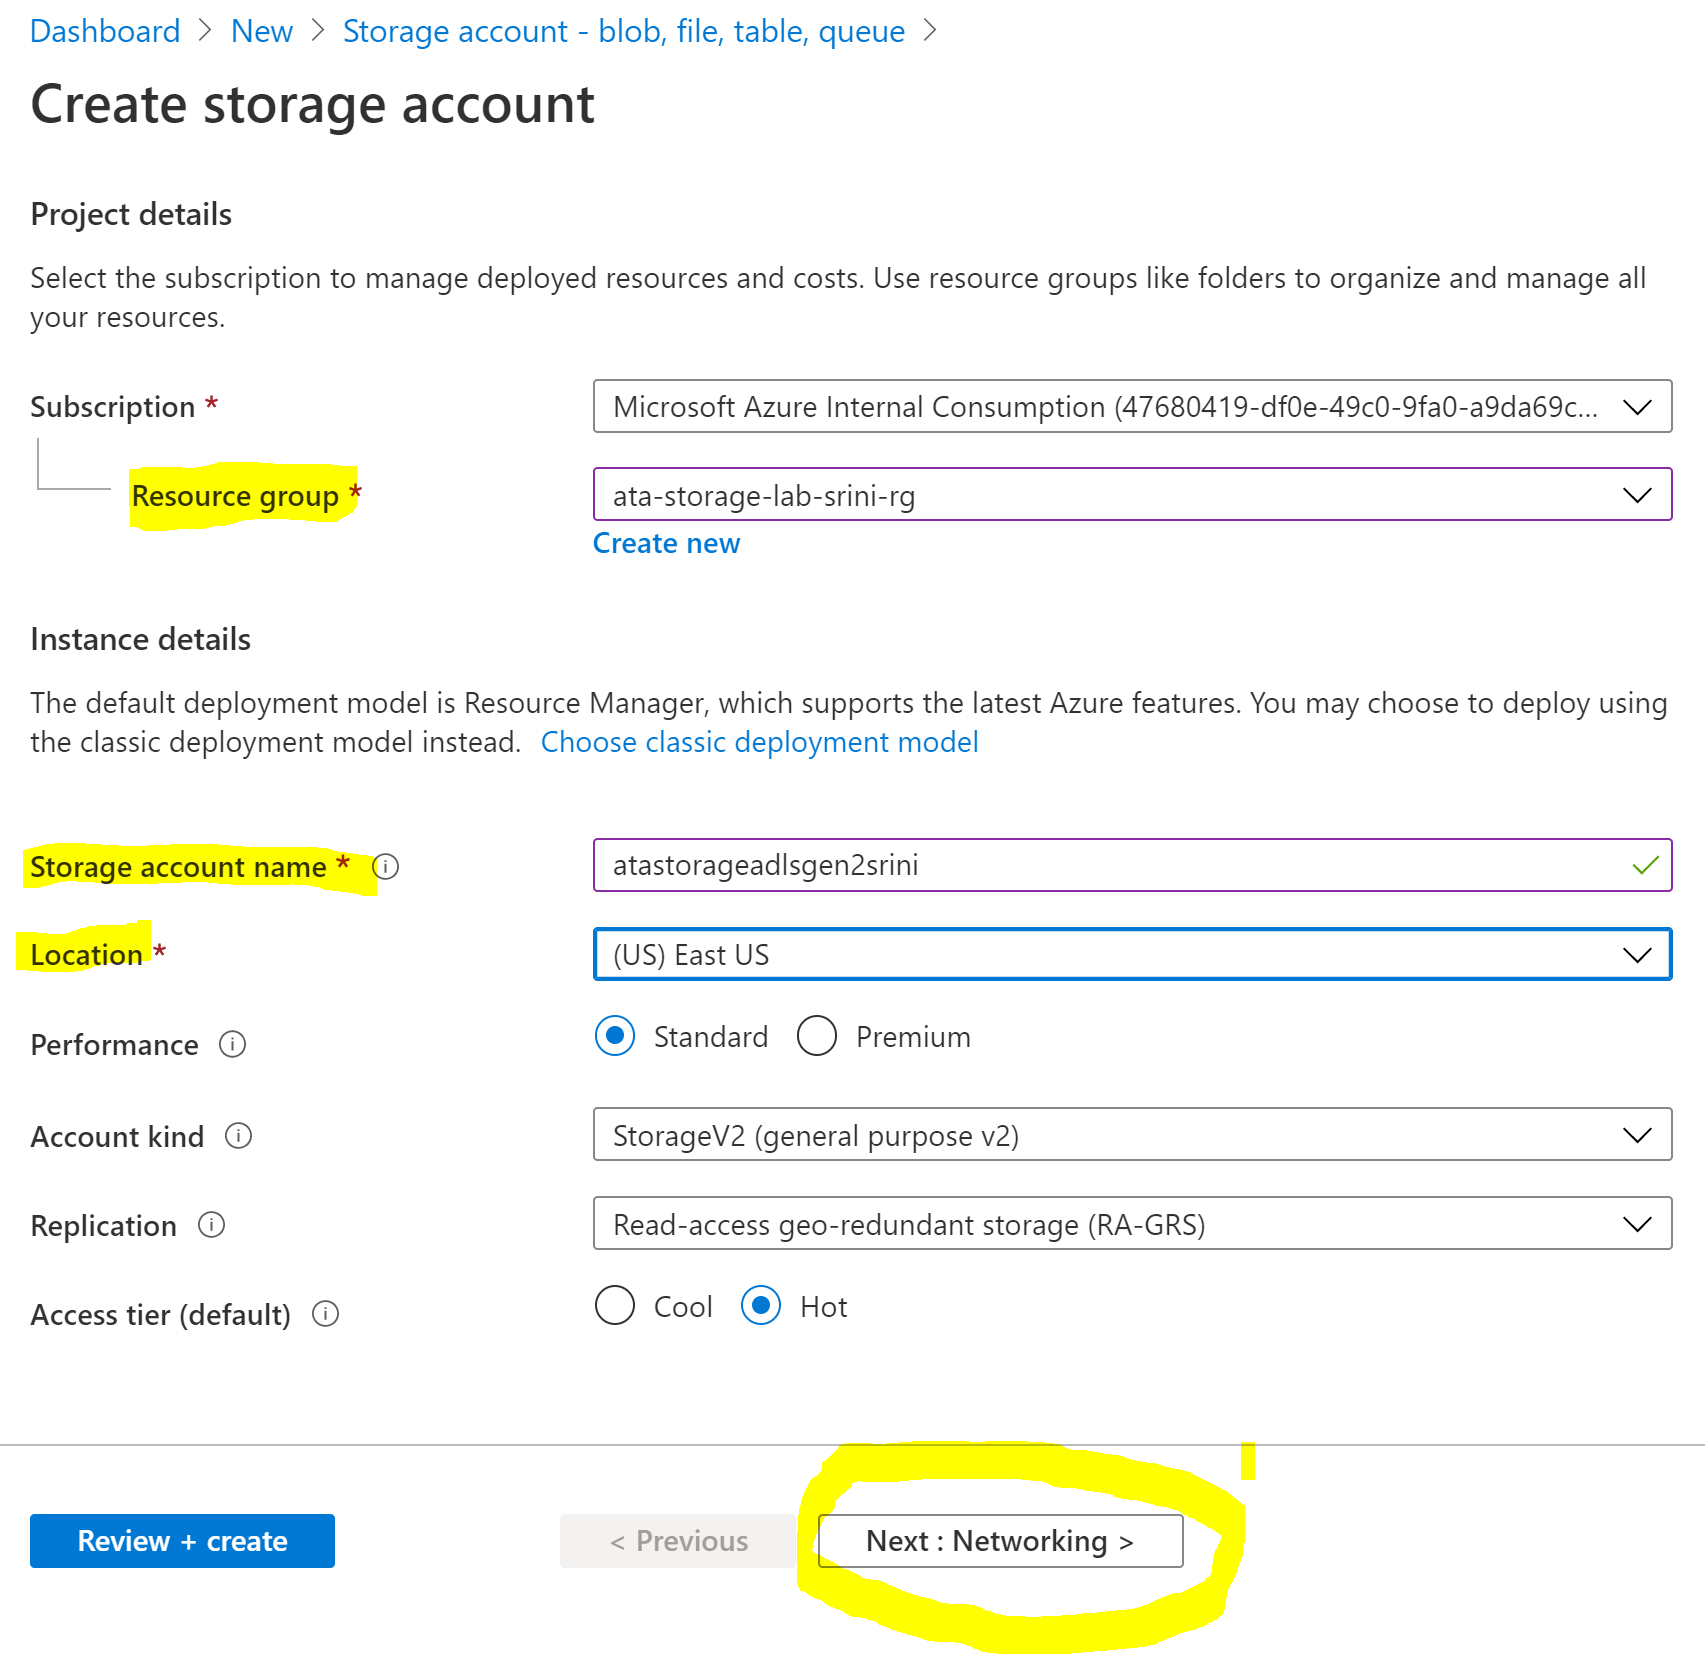 Dashboard > New > Storage account - blob, file, table, queue >
Create storage account
Project details
Select the subscription to manage deployed resources and costs. Use resource groups like folders to organize and manage all
your resources.
Subscription *
Microsoft Azure Internal Consumption (47680419-df0e-49c0-9fa0-a9da69c...
Resource group *
ata-storage-lab-srini-rg
Create new
Instance details
The default deployment model is Resource Manager, which supports the latest Azure features. You may choose to deploy using
the classic deployment model instead. Choose classic deployment model
Storage account name *
atastorageadlsgen2srini
Location *
(US) East US
Performance
Standard Premium
Account kind
StorageV2 (general purpose v2)
Replication
Read-access geo-redundant storage (RA-GRS)
Access tier (default)
Cool Hot
Review + create
< Previous
Next : Networking >